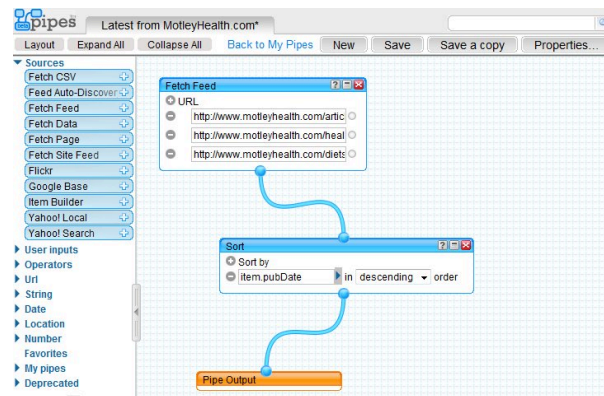 pipes
beta
Latest from MotleyHealth.com*
Layout Expand All Collapse All Back to My Pipes New Save Save a copy Properties...
Sources
Fetch CSV
Feed Auto-Discover
Fetch Feed
Fetch Data
Fetch Page
Fetch Site Feed
Flickr
Google Base
Item Builder
Yahoo! Local
Yahoo! Search
User inputs
Operators
Url
String
Date
Location
Number
Favorites
My pipes
Deprecated
Fetch Feed
URL
http://www.motleyhealth.com/artic
http://www.motleyhealth.com/heal
http://www.motleyhealth.com/diets
Sort
Sort by
item.pubDate in descending order
Pipe Output